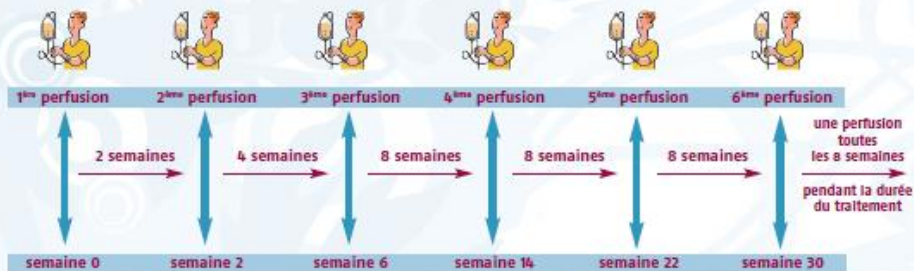 1ère perfusion 2ème perfusion 3ème perfusion 4ème perfusion 5ème perfusion 6ème perfusion
2 semaines 4 semaines 8 semaines 8 semaines 8 semaines
une perfusion
toutes
les 8 semaines
pendant la durée
du traitement
semaine 0 semaine 2 semaine 6 semaine 14 semaine 22 semaine 30